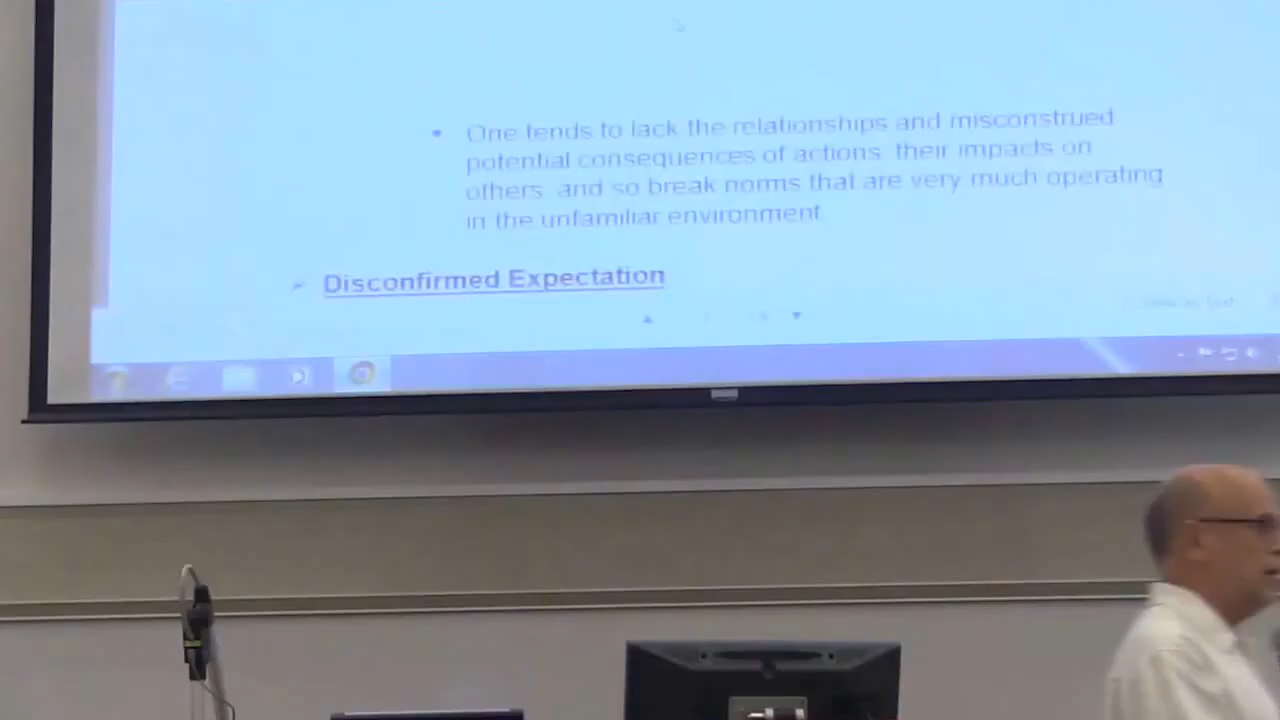 • One tends to lack the relationships and misconstrued
potential consequences of actions, their impacts on
others, and so break norms that are very much operating
in the unfamiliar environment
➢ Disconfirmed Expectation